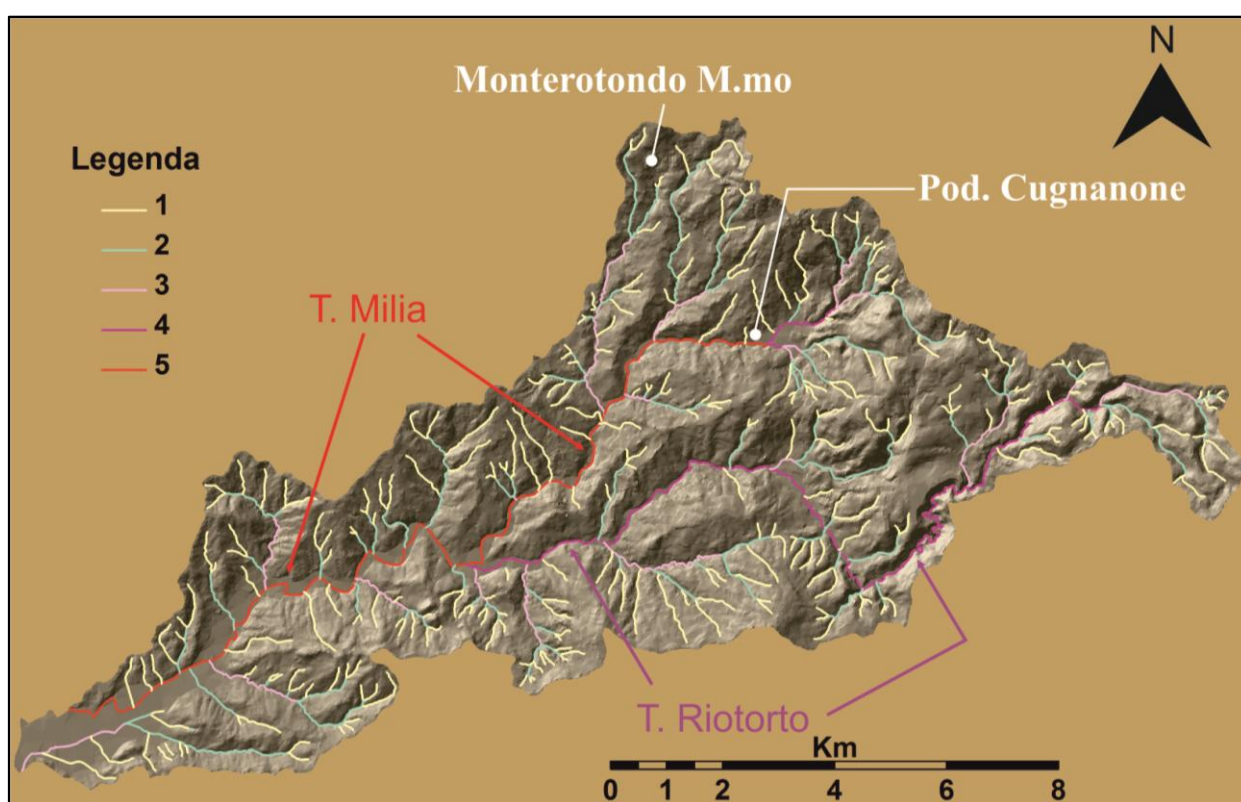 N
Monterotondo M.mo
Legenda
1
2
3
4
5
Pod. Cugnanone
T. Milia
T. Riotorto
Km
0 1 2 4 6 8